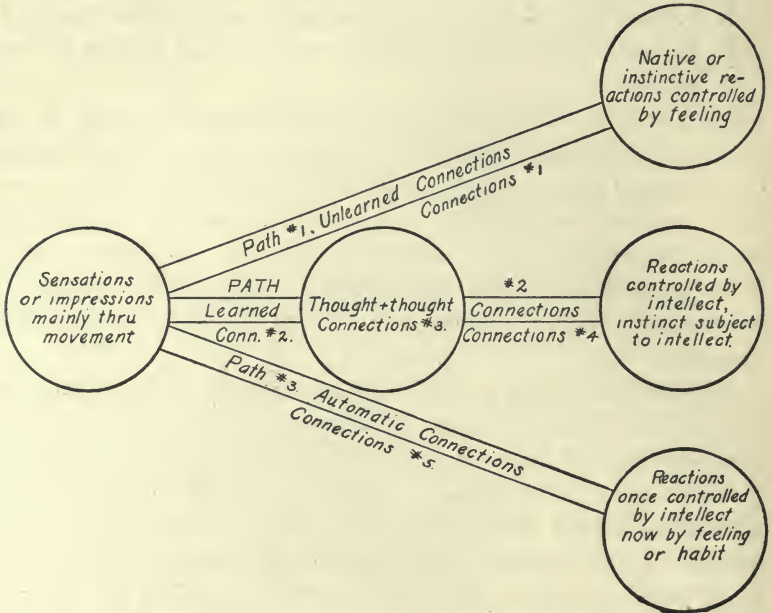 Native or
instinctive re-
actions controlled
by feeling
Path #1. Unlearned Connections
Connections #1
Sensations
or impressions
mainly thru
movement
PATH
Learned
Conn. #2.
Thought+thought
Connections #3.
#2
Connections
Connections #4
Reactions
controlled by
intellect,
instinct subject
to intellect.
Path #3. Automatic Connections
Connections #5.
Reactions
once controlled
by intellect
now by feeling
or habit